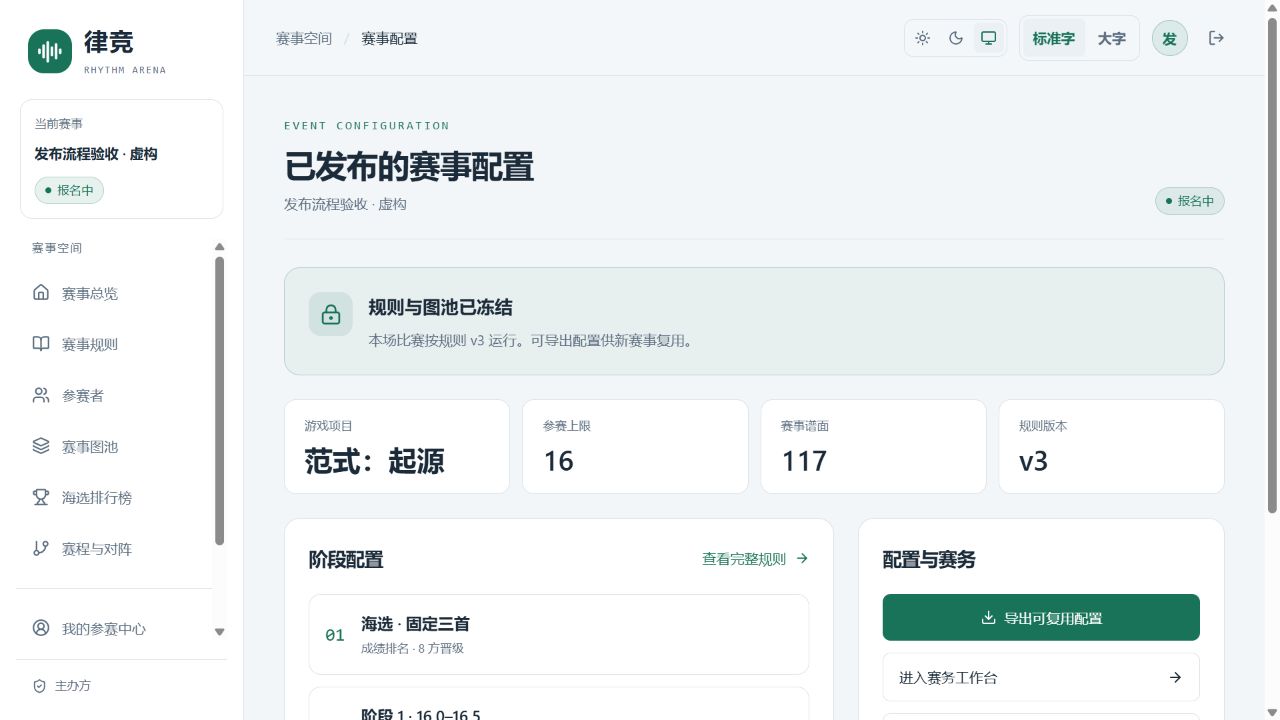 律竞
RHYTHM ARENA
当前赛事
发布流程验收 · 虚构
报名中
赛事空间
赛事总览
赛事规则
参赛者
赛事图池
海选排行榜
赛程与对阵
我的参赛中心
主办方
赛事空间 / 赛事配置
标准字 大字 发
EVENT CONFIGURATION
已发布的赛事配置
发布流程验收 · 虚构
报名中
规则与图池已冻结
本场比赛按规则 v3 运行。可导出配置供新赛事复用。
游戏项目
范式：起源
参赛上限
16
赛事谱面
117
规则版本
v3
阶段配置
查看完整规则
01
海选 · 固定三首
成绩排名 · 8 方晋级
阶段 1 · 16.0–16.5
配置与赛务
导出可复用配置
进入赛务工作台